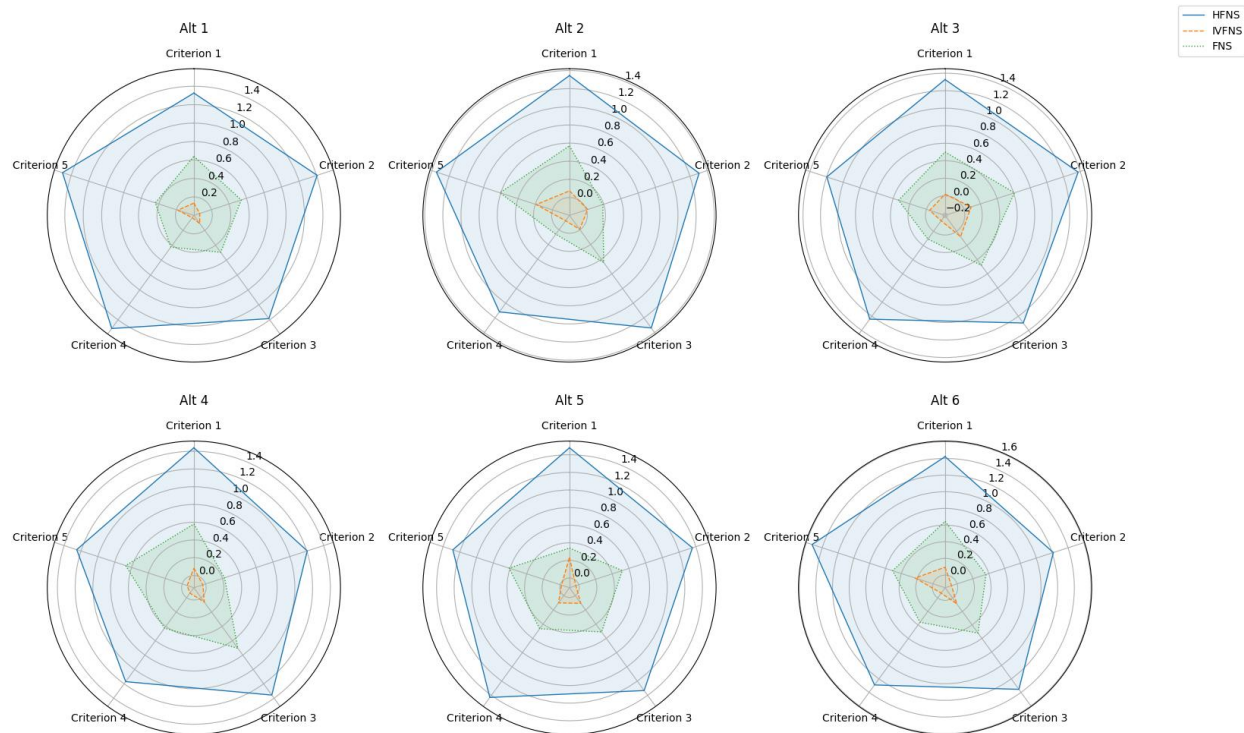 HFNS
IVFNS
FNS
Alt 1
Criterion 1
1.4
1.2
1.0
0.8
0.6
0.4
0.2
Criterion 5
Criterion 2
Criterion 4
Criterion 3
Alt 2
Criterion 1
1.4
1.2
1.0
0.8
0.6
0.4
0.2
0.0
Criterion 5
Criterion 2
Criterion 4
Criterion 3
Alt 3
Criterion 1
1.4
1.2
1.0
0.8
0.6
0.4
0.2
0.0
−0.2
Criterion 5
Criterion 2
Criterion 4
Criterion 3
Alt 4
Criterion 1
1.4
1.2
1.0
0.8
0.6
0.4
0.2
0.0
Criterion 5
Criterion 2
Criterion 4
Criterion 3
Alt 5
Criterion 1
1.4
1.2
1.0
0.8
0.6
0.4
0.2
0.0
Criterion 5
Criterion 2
Criterion 4
Criterion 3
Alt 6
Criterion 1
1.6
1.4
1.2
1.0
0.8
0.6
0.4
0.2
0.0
Criterion 5
Criterion 2
Criterion 4
Criterion 3